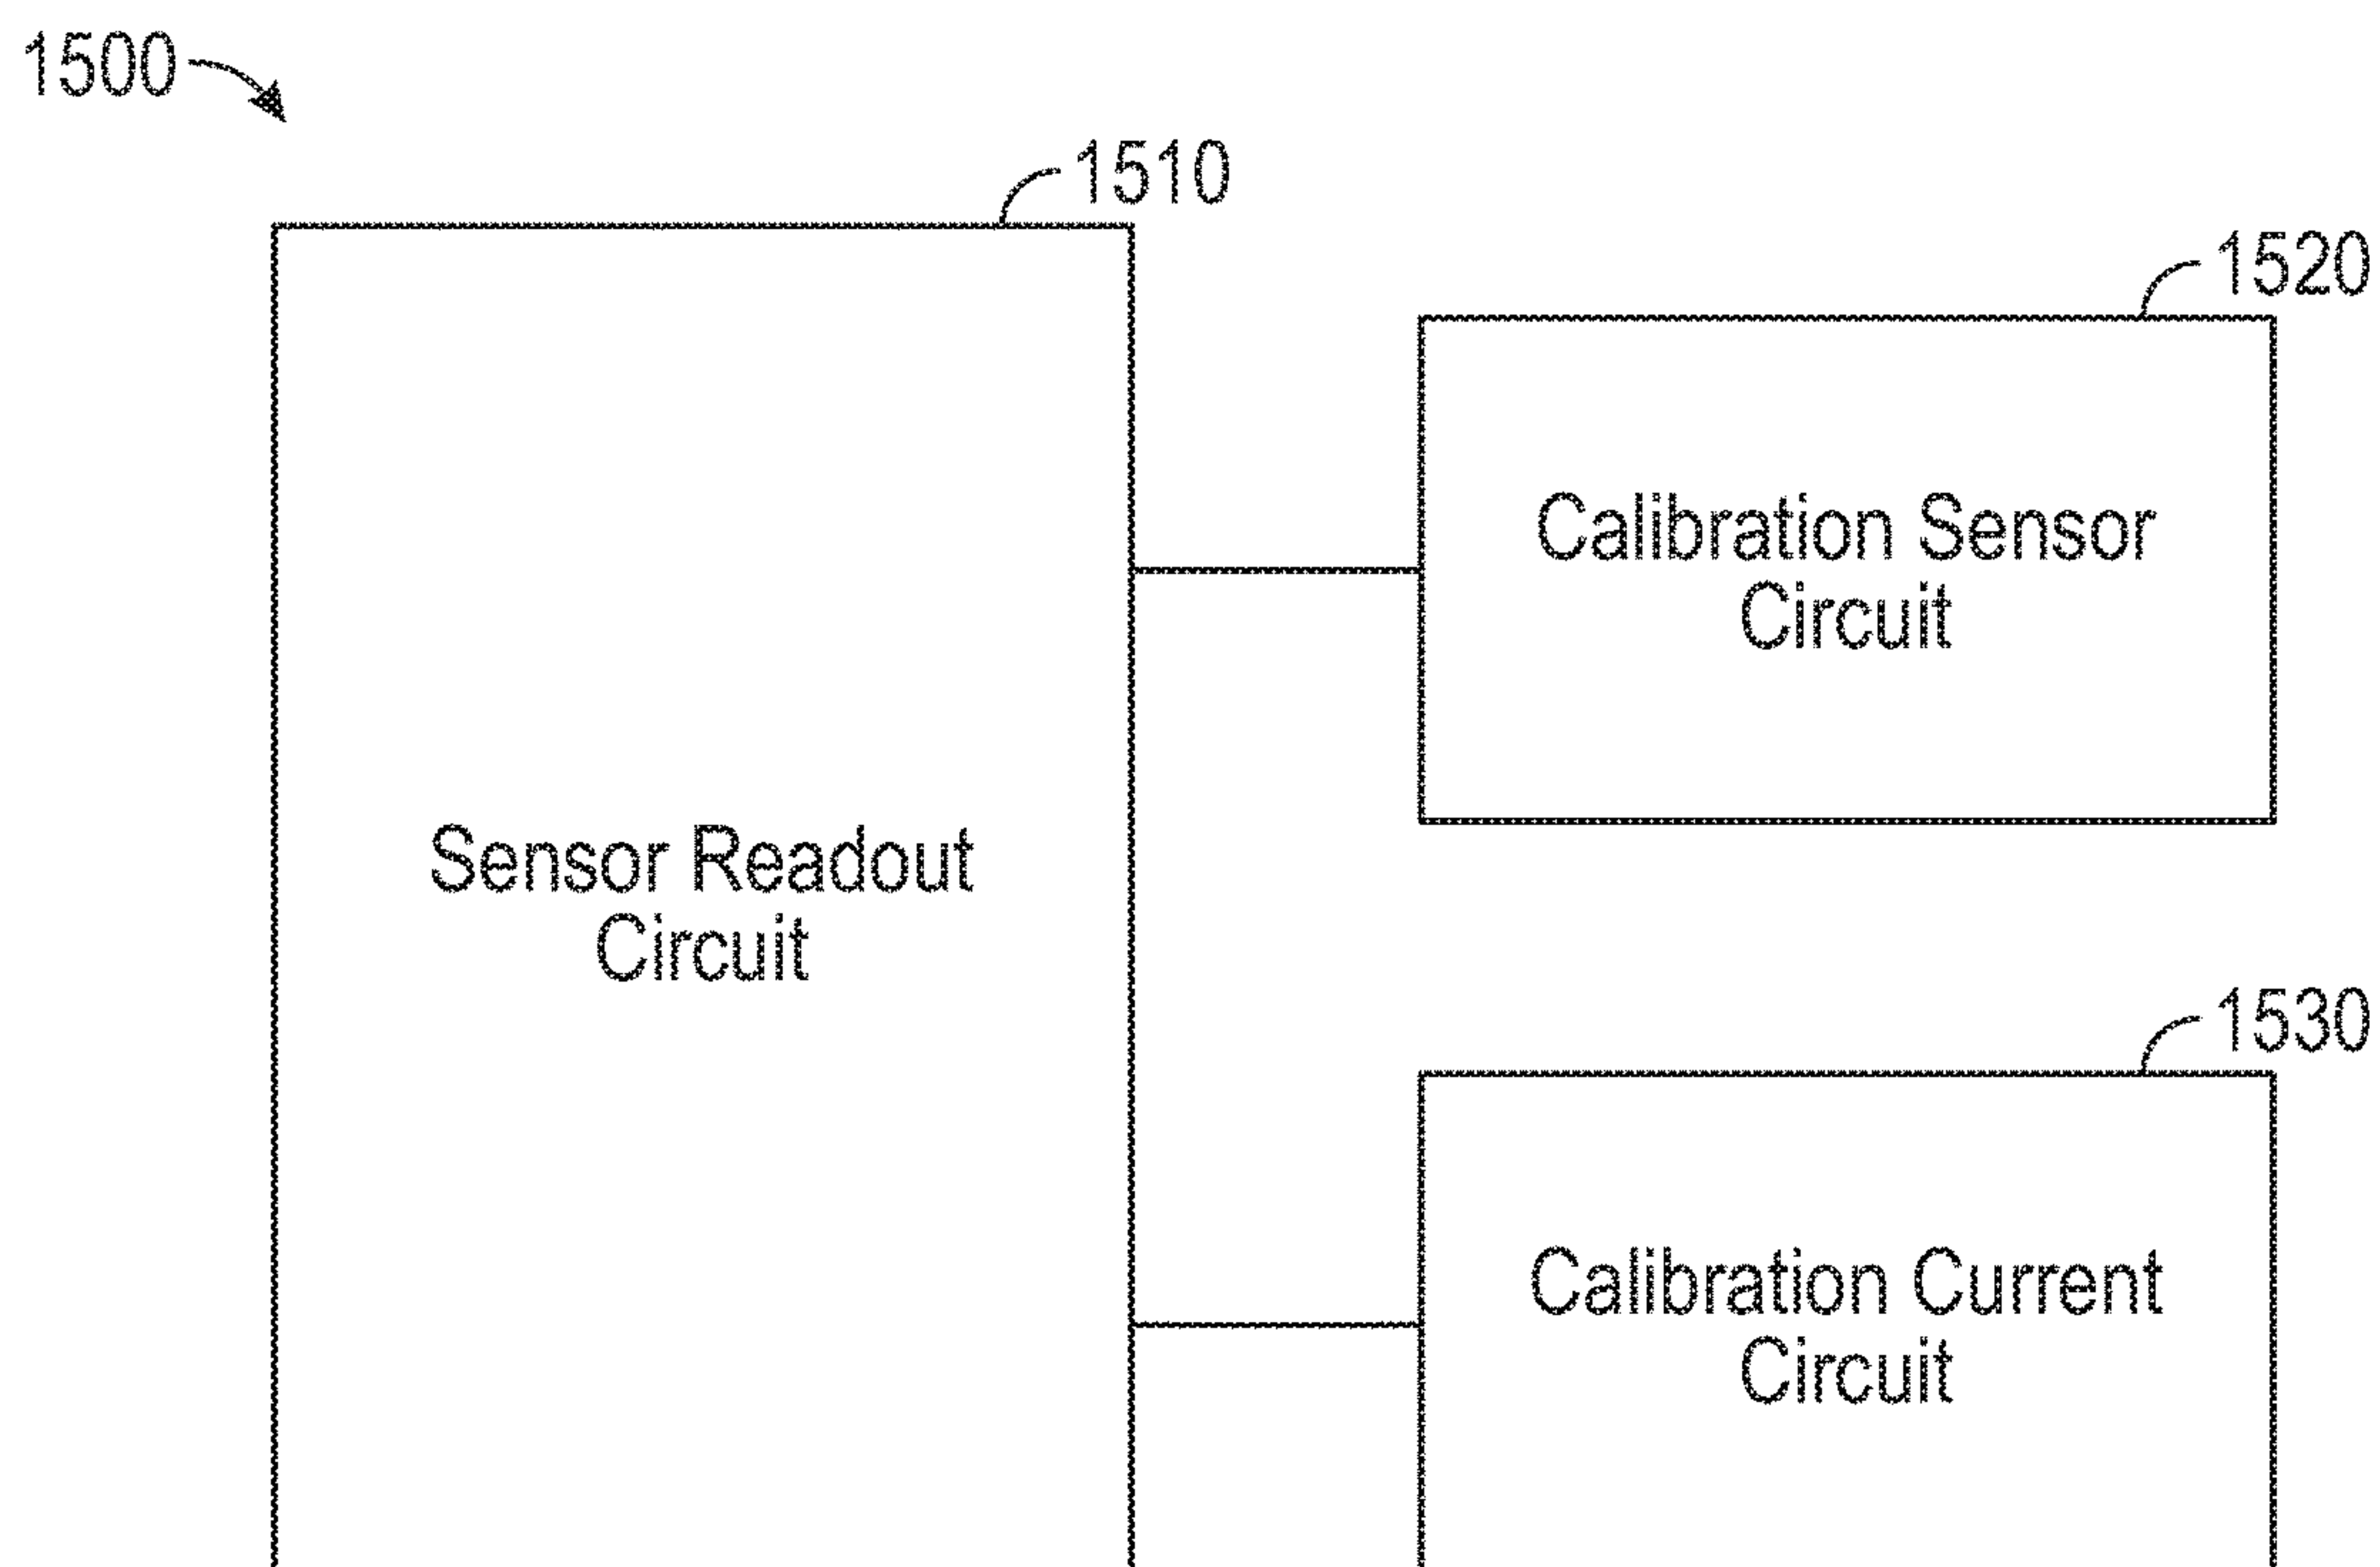 1500
1510
1520
Calibration Sensor
Circuit
Sensor Readout
Circuit
1530
Calibration Current
Circuit